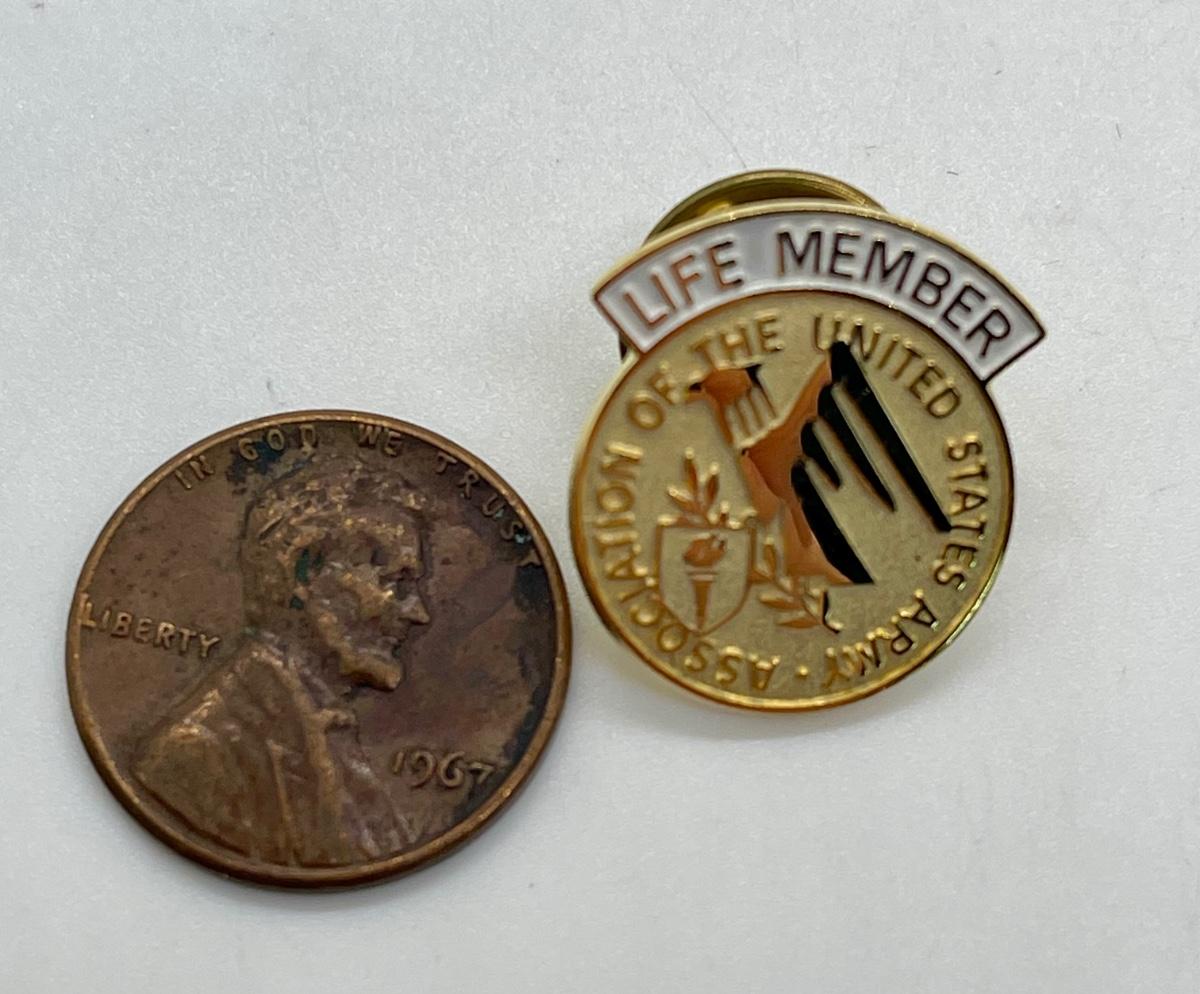 IN GOD WE TRUST
LIBERTY
1967
LIFE MEMBER
ASSOCIATION OF THE UNITED STATES ARMY •